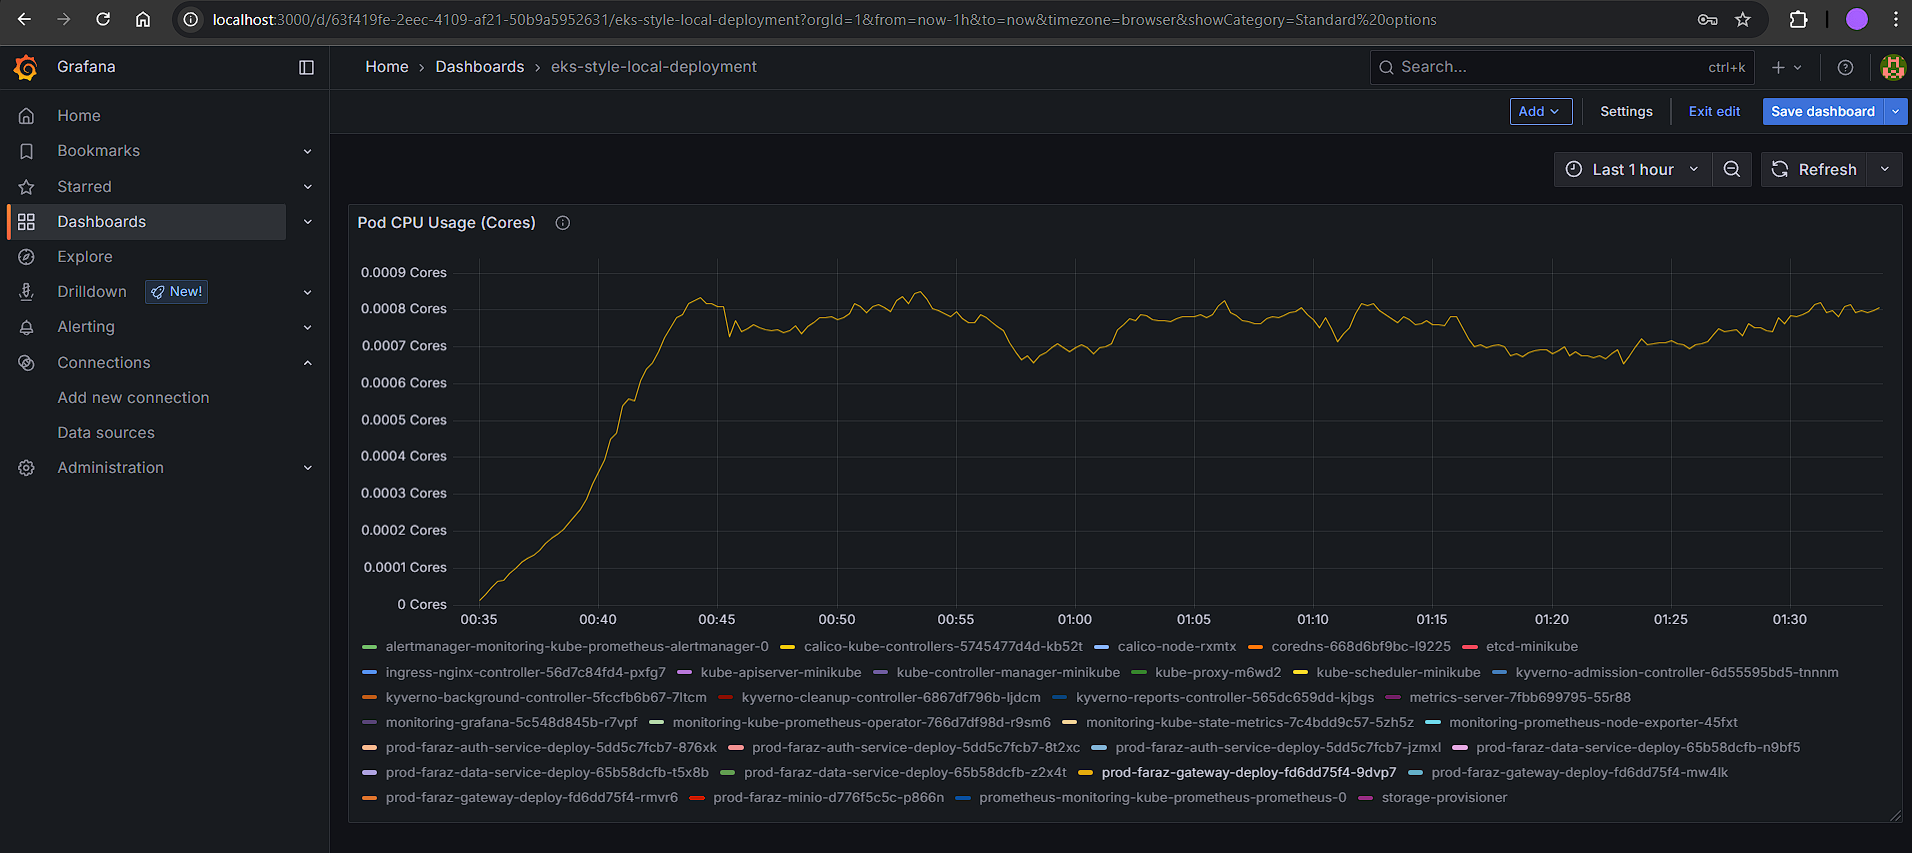 localhost:3000/d/63f419fe-2eec-4109-af21-50b9a5952631/eks-style-local-deployment?orgId=1&from=now-1h&to=now&timezone=browser&showCategory=Standard%20options
Grafana
Home › Dashboards › eks-style-local-deployment
Search... ctrl+k
Add Settings Exit edit Save dashboard
Home
Bookmarks
Starred
Dashboards
Explore
Drilldown New!
Alerting
Connections
Add new connection
Data sources
Administration
Last 1 hour Refresh
Pod CPU Usage (Cores)
0.0009 Cores
0.0008 Cores
0.0007 Cores
0.0006 Cores
0.0005 Cores
0.0004 Cores
0.0003 Cores
0.0002 Cores
0.0001 Cores
0 Cores
00:35 00:40 00:45 00:50 00:55 01:00 01:05 01:10 01:15 01:20 01:25 01:30
alertmanager-monitoring-kube-prometheus-alertmanager-0 calico-kube-controllers-5745477d4d-kb52t calico-node-rxmtx coredns-668d6bf9bc-l9225 etcd-minikube
ingress-nginx-controller-56d7c84fd4-pxfg7 kube-apiserver-minikube kube-controller-manager-minikube kube-proxy-m6wd2 kube-scheduler-minikube kyverno-admission-controller-6d55595bd5-tnnnm
kyverno-background-controller-5fccfb6b67-7ltcm kyverno-cleanup-controller-6867df796b-ljdcm kyverno-reports-controller-565dc659dd-kjbgs metrics-server-7fbb699795-55r88
monitoring-grafana-5c548d845b-r7vpf monitoring-kube-prometheus-operator-766d7df98d-r9sm6 monitoring-kube-state-metrics-7c4bdd9c57-5zh5z monitoring-prometheus-node-exporter-45fxt
prod-faraz-auth-service-deploy-5dd5c7fcb7-876xk prod-faraz-auth-service-deploy-5dd5c7fcb7-8t2xc prod-faraz-auth-service-deploy-5dd5c7fcb7-jzmxl prod-faraz-data-service-deploy-65b58dcfb-n9bf5
prod-faraz-data-service-deploy-65b58dcfb-t5x8b prod-faraz-data-service-deploy-65b58dcfb-z2x4t prod-faraz-gateway-deploy-fd6dd75f4-9dvp7 prod-faraz-gateway-deploy-fd6dd75f4-mw4lk
prod-faraz-gateway-deploy-fd6dd75f4-rmvr6 prod-faraz-minio-d776f5c5c-p866n prometheus-monitoring-kube-prometheus-prometheus-0 storage-provisioner